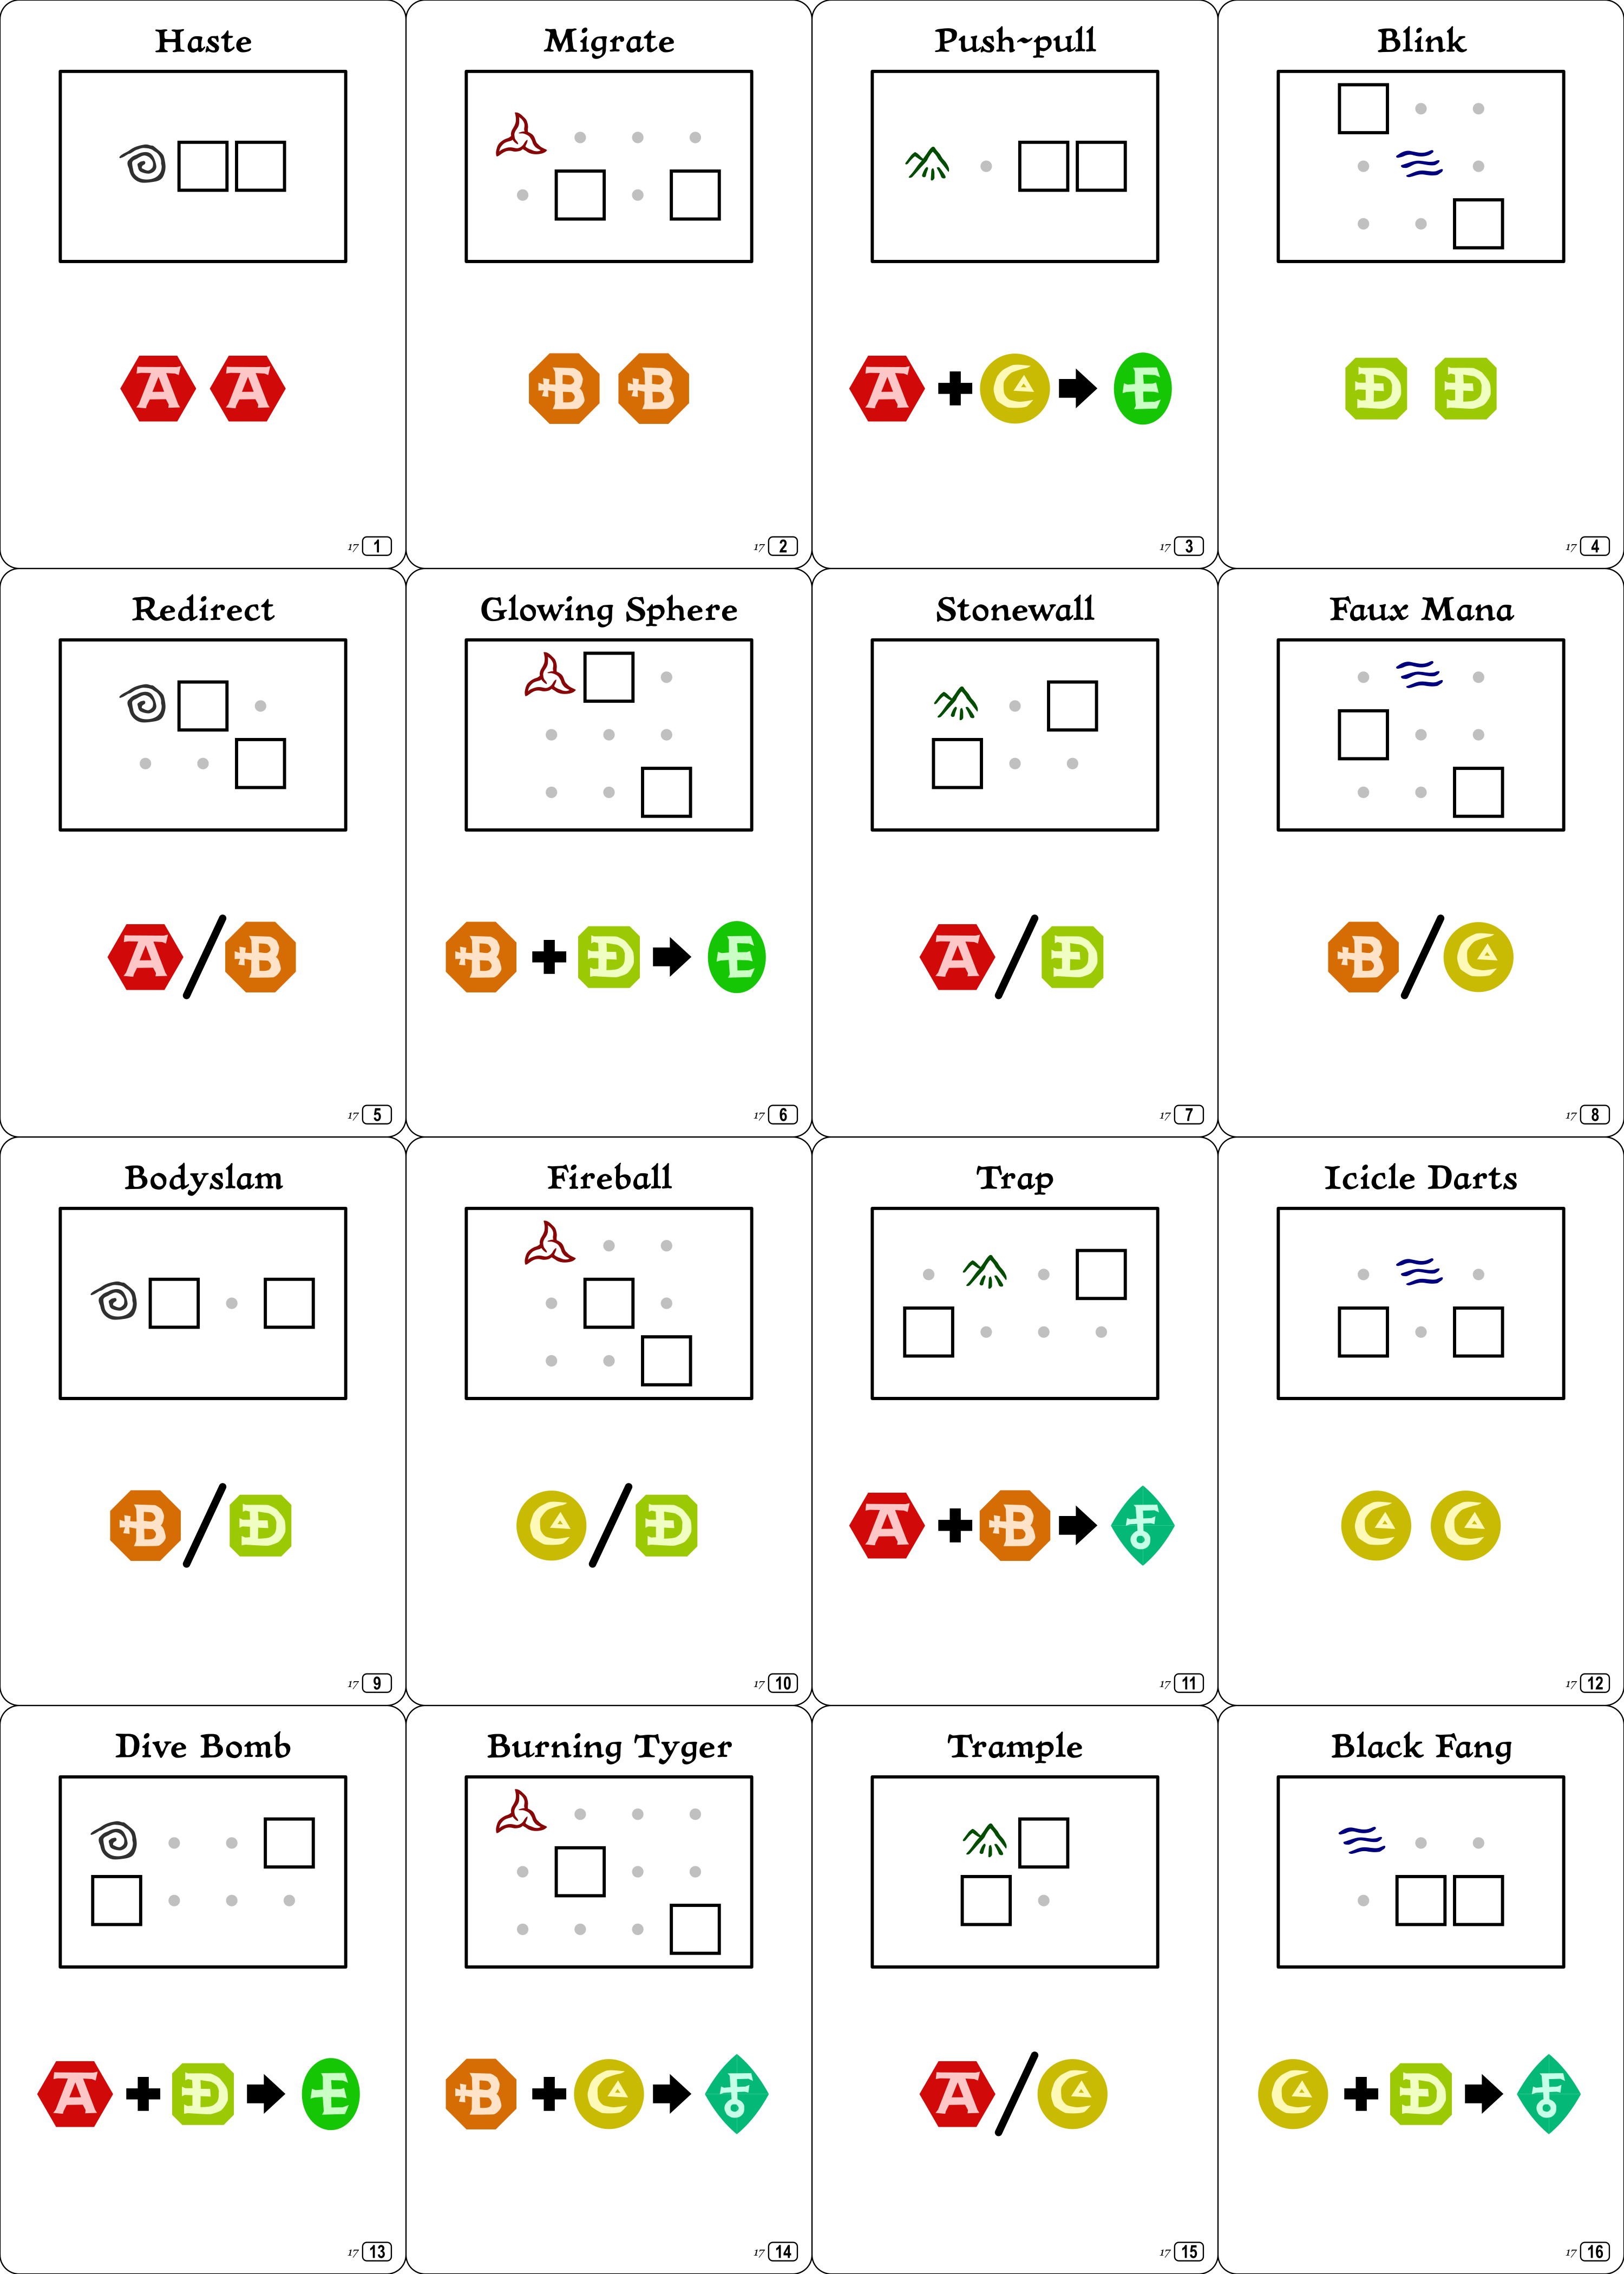 Haste
A A
17 1
Migrate
B B
17 2
Push~pull
A + C → E
17 3
Blink
D D
17 4
Redirect
A / B
17 5
Glowing Sphere
B + D → E
17 6
Stonewall
A / D
17 7
Faux Mana
B / C
17 8
Bodyslam
B / D
17 9
Fireball
C / D
17 10
Trap
A + B → F
17 11
Icicle Darts
C C
17 12
Dive Bomb
A + D → E
17 13
Burning Tyger
B + C → F
17 14
Trample
A / C
17 15
Black Fang
C + D → F
17 16